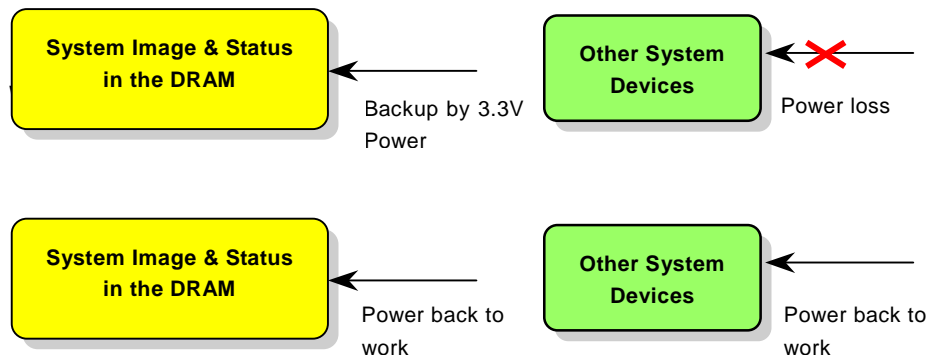 System Image & Status
in the DRAM
Backup by 3.3V
Power
Other System
Devices
Power loss
System Image & Status
in the DRAM
Power back to
work
Other System
Devices
Power back to
work